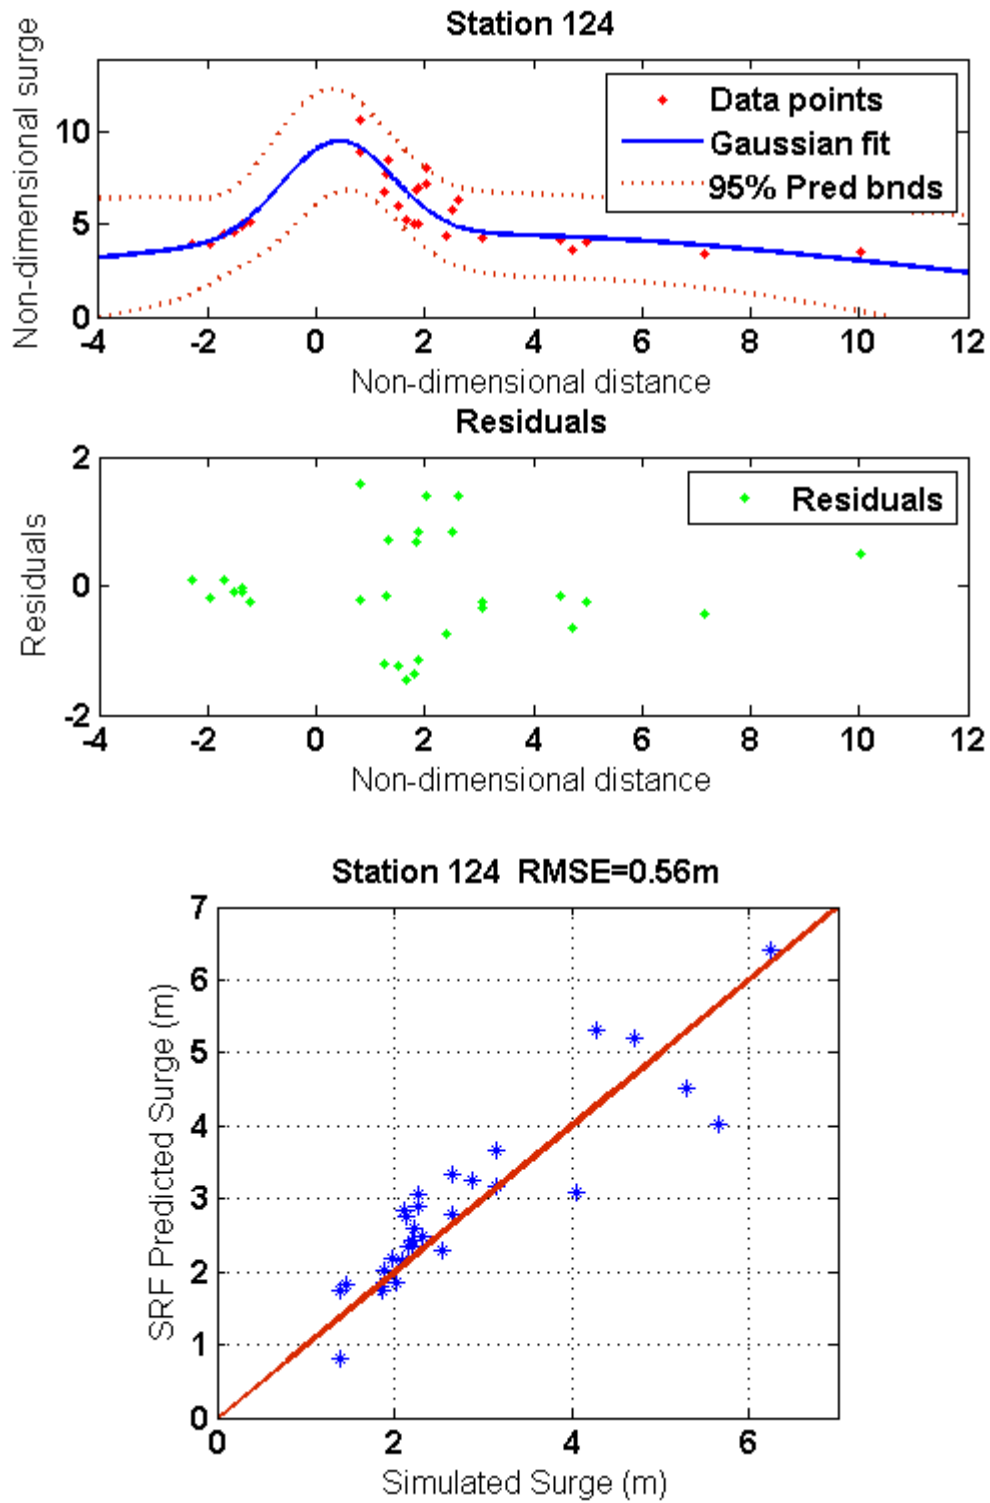 Station 124
Non-dimensional surge
10
5
0
Data points
Gaussian fit
95% Pred bnds
-4 -2 0 2 4 6 8 10 12
Non-dimensional distance
Residuals
Residuals
2
0
-2
Residuals
-4 -2 0 2 4 6 8 10 12
Non-dimensional distance
Station 124 RMSE=0.56m
SRF Predicted Surge (m)
7
6
5
4
3
2
1
0
0 2 4 6
Simulated Surge (m)